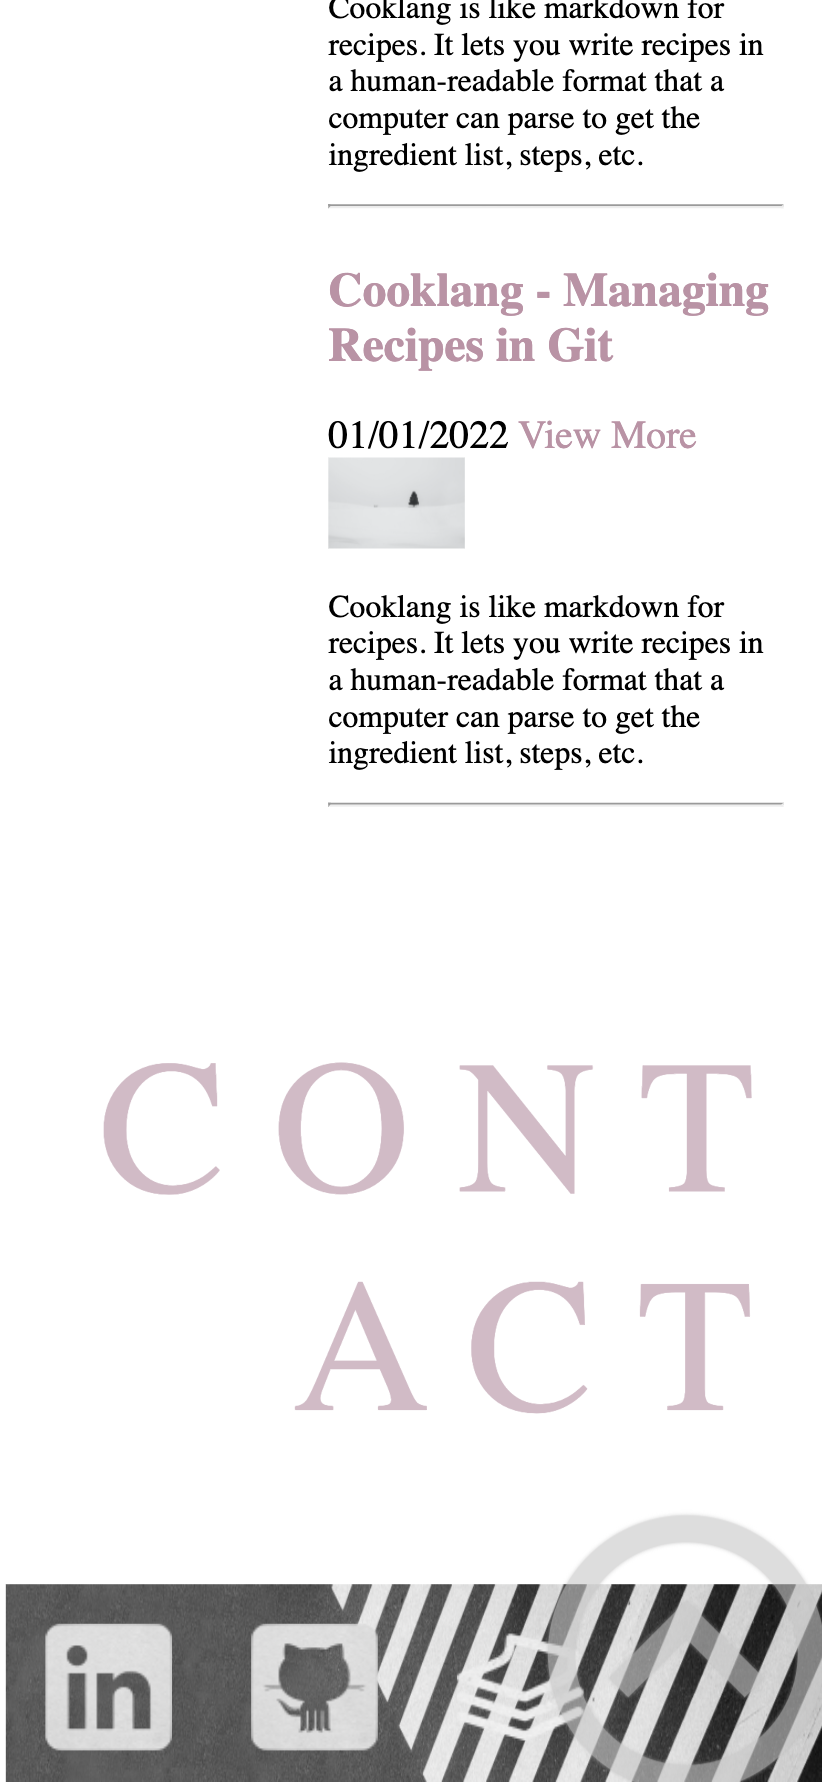 Cooklang is like markdown for
recipes. It lets you write recipes in
a human-readable format that a
computer can parse to get the
ingredient list, steps, etc.
Cooklang - Managing
Recipes in Git
01/01/2022 View More
Cooklang is like markdown for
recipes. It lets you write recipes in
a human-readable format that a
computer can parse to get the
ingredient list, steps, etc.
CONT
ACT
in